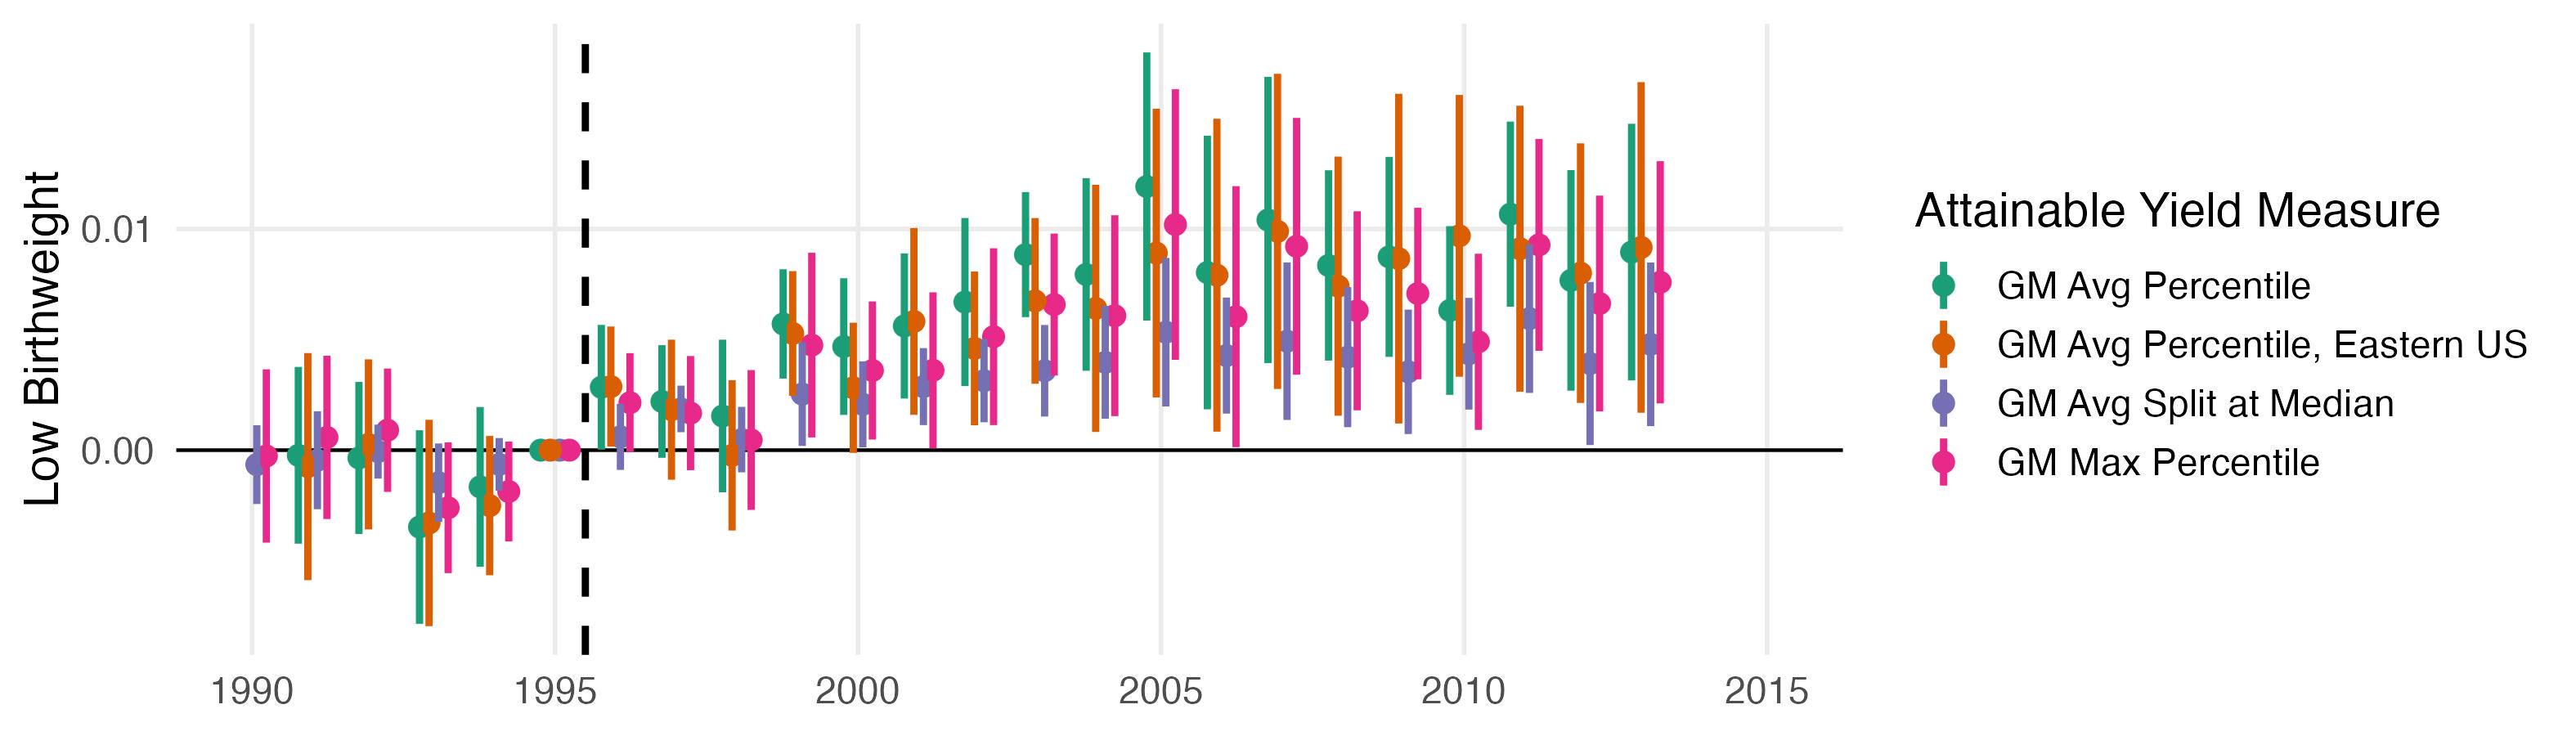 Low Birthweight
0.01
0.00
1990
1995
2000
2005
2010
2015
Attainable Yield Measure
GM Avg Percentile
GM Avg Percentile, Eastern US
GM Avg Split at Median
GM Max Percentile